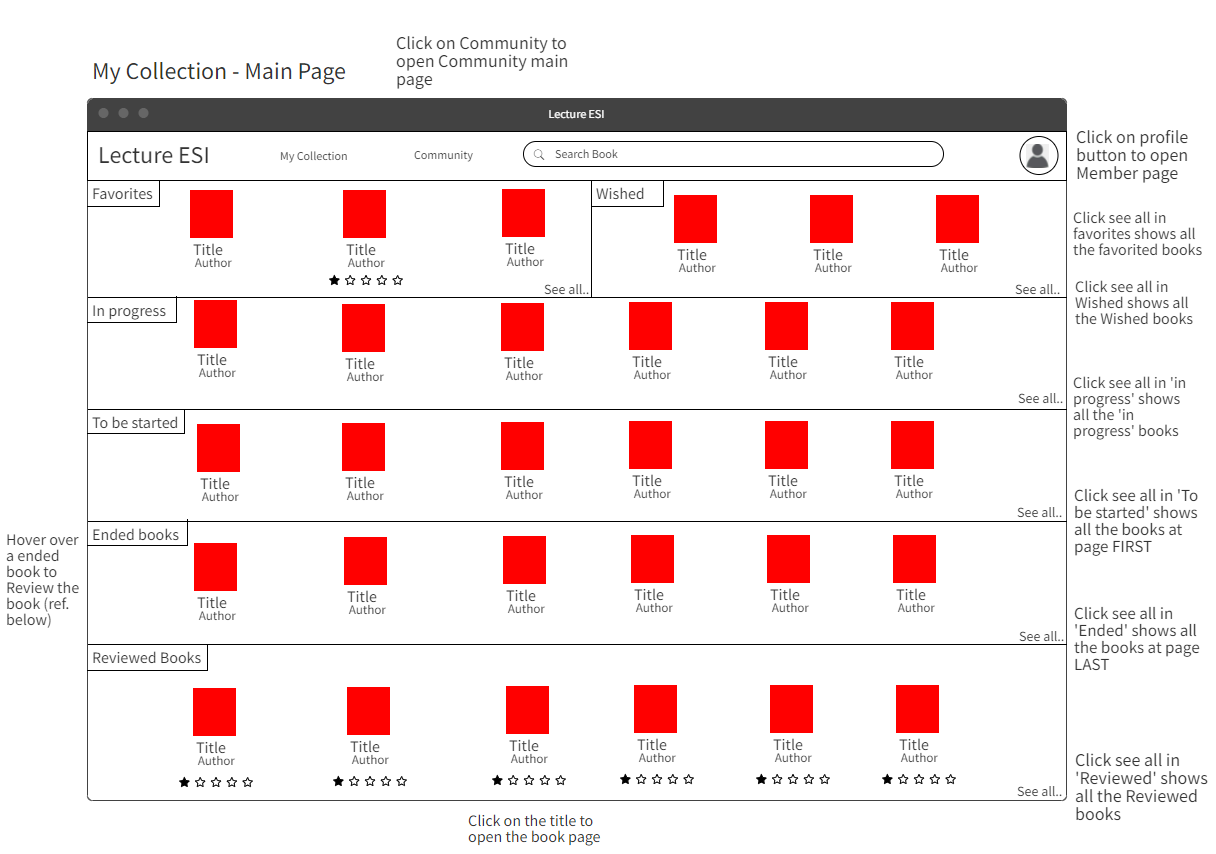 Click on Community to
open Community main
page
My Collection - Main Page
Lecture ESI
Lecture ESI
My Collection
Community
Search Book
Click on profile
button to open
Member page
Favorites
Title
Author
Title
Author
Title
Author
See all..
Wished
Title
Author
Title
Author
Title
Author
See all..
Click see all in
favorites shows all
the favorited books
Click see all in
Wished shows all
the Wished books
In progress
Title
Author
Title
Author
Title
Author
Title
Author
Title
Author
Title
Author
See all..
Click see all in 'in
progress' shows
all the 'in
progress' books
To be started
Title
Author
Title
Author
Title
Author
Title
Author
Title
Author
Title
Author
See all..
Click see all in 'To
be started' shows
all the books at
page FIRST
Hover over
a ended
book to
Review the
book (ref.
below)
Ended books
Title
Author
Title
Author
Title
Author
Title
Author
Title
Author
Title
Author
See all..
Click see all in
'Ended' shows all
the books at page
LAST
Reviewed Books
Title
Author
Title
Author
Title
Author
Title
Author
Title
Author
Title
Author
See all..
Click see all in
'Reviewed' shows
all the Reviewed
books
Click on the title to
open the book page